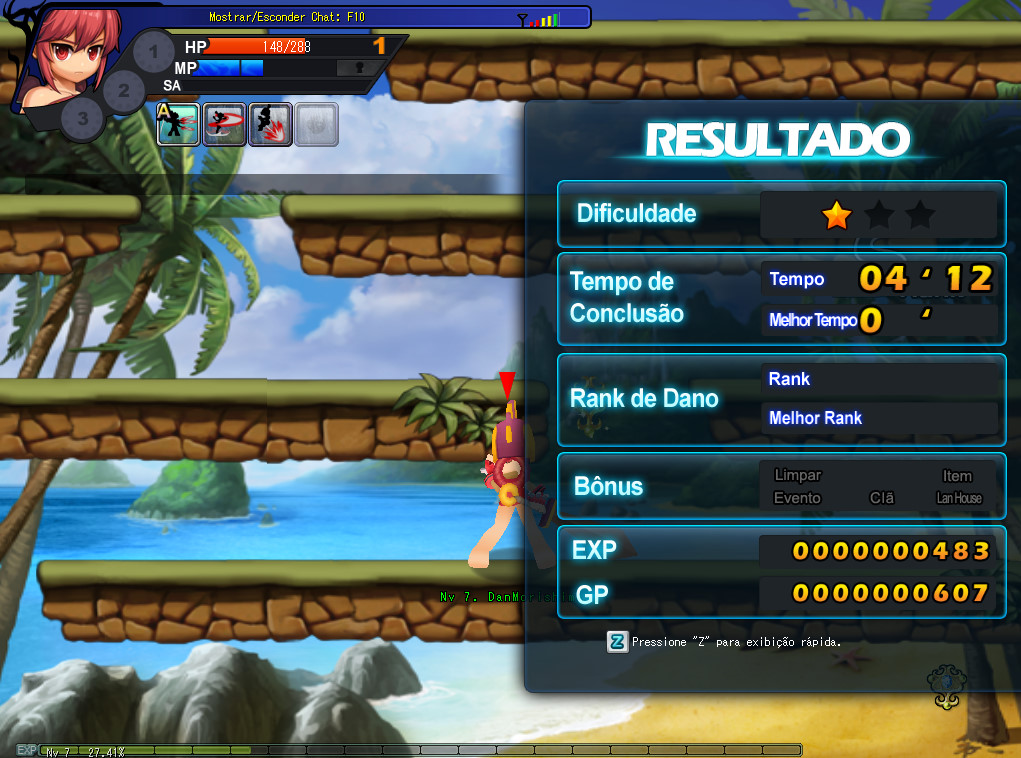 Mostrar/Esconder Chat: F10
HP 148/288 1
MP
SA
1
2
3
A
RESULTADO
Dificuldade
Tempo de Conclusão
Tempo 04 ' 12
Melhor Tempo 0 '
Rank de Dano
Rank
Melhor Rank
Bônus
Limpar Item
Evento Clã Lan House
EXP 0000000483
GP 0000000607
Nv 7. 
Z Pressione "Z" para exibição rápida.
EXP Nv 7 27.41%